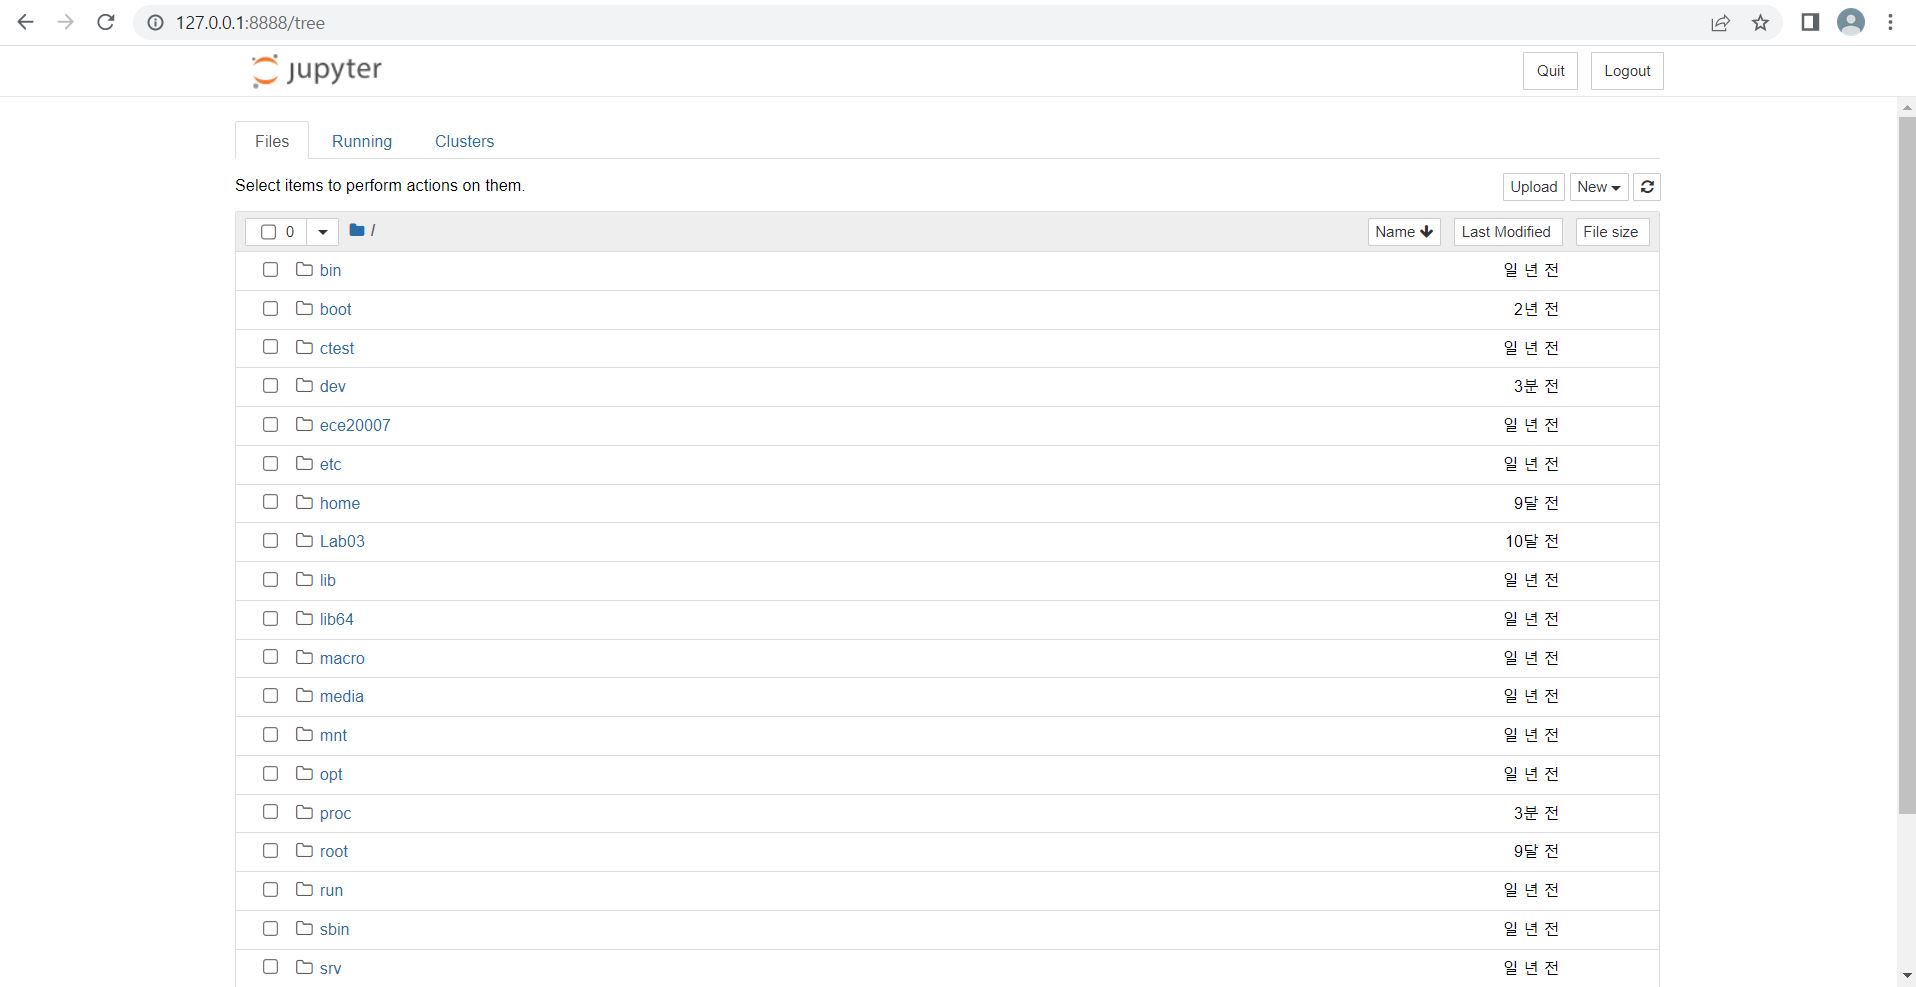 127.0.0.1:8888/tree
jupyter
Quit Logout
Files Running Clusters
Select items to perform actions on them.
Upload New
0 / Name Last Modified File size
bin 일 년 전
boot 2년 전
ctest 일 년 전
dev 3분 전
ece20007 일 년 전
etc 일 년 전
home 9달 전
Lab03 10달 전
lib 일 년 전
lib64 일 년 전
macro 일 년 전
media 일 년 전
mnt 일 년 전
opt 일 년 전
proc 3분 전
root 9달 전
run 일 년 전
sbin 일 년 전
srv 일 년 전